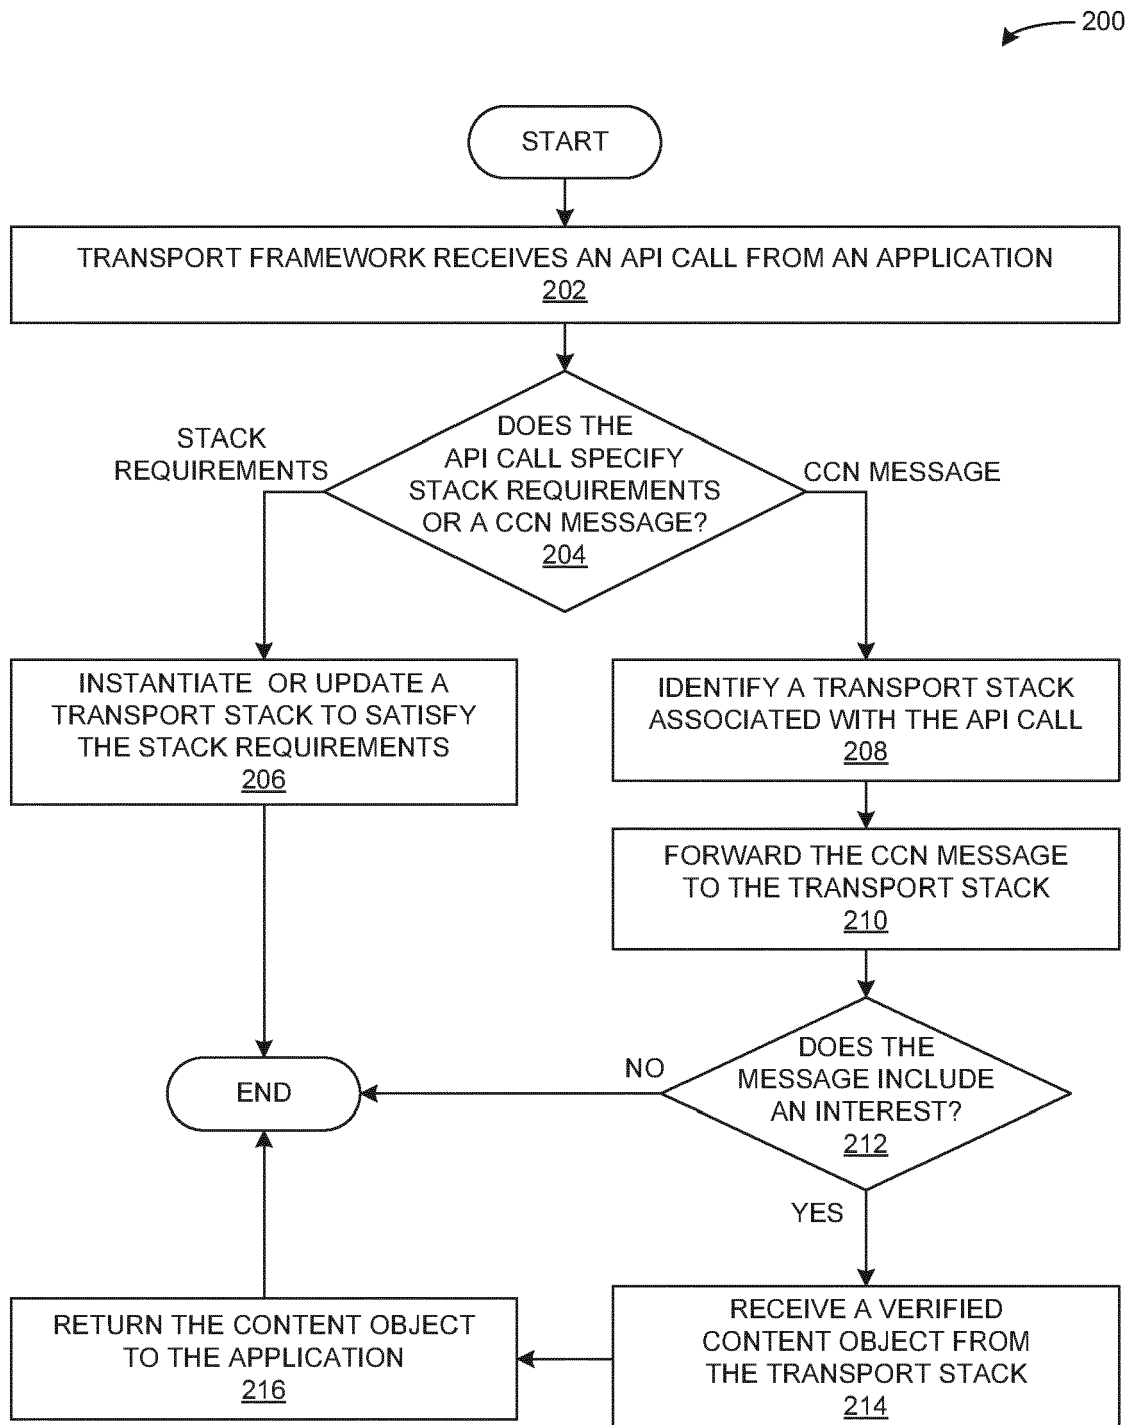 200
START
TRANSPORT FRAMEWORK RECEIVES AN API CALL FROM AN APPLICATION
202
DOES THE
API CALL SPECIFY
STACK REQUIREMENTS
OR A CCN MESSAGE?
204
STACK
REQUIREMENTS
CCN MESSAGE
INSTANTIATE OR UPDATE A
TRANSPORT STACK TO SATISFY
THE STACK REQUIREMENTS
206
IDENTIFY A TRANSPORT STACK
ASSOCIATED WITH THE API CALL
208
FORWARD THE CCN MESSAGE
TO THE TRANSPORT STACK
210
DOES THE
MESSAGE INCLUDE
AN INTEREST?
212
NO
END
YES
RECEIVE A VERIFIED
CONTENT OBJECT FROM
THE TRANSPORT STACK
214
RETURN THE CONTENT OBJECT
TO THE APPLICATION
216